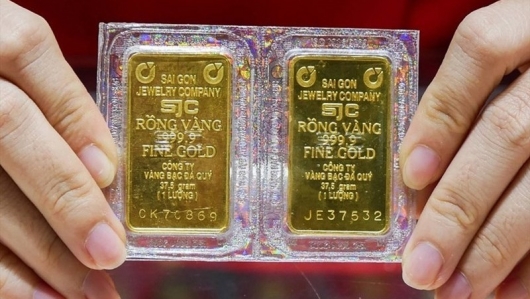 SAI GON
JEWELRY COMPANY
SJC
RỒNG VÀNG
999.9
FINE GOLD
CÔNG TY
VÀNG BẠC ĐÁ QUÝ
37,5 gram
(1 LƯỢNG)
CK7C869
SAI GON
JEWELRY COMPANY
SJC
RỒNG VÀNG
999.9
FINE GOLD
CÔNG TY
VÀNG BẠC ĐÁ QUÝ
37,5 gram
(1 LƯỢNG)
JE37532